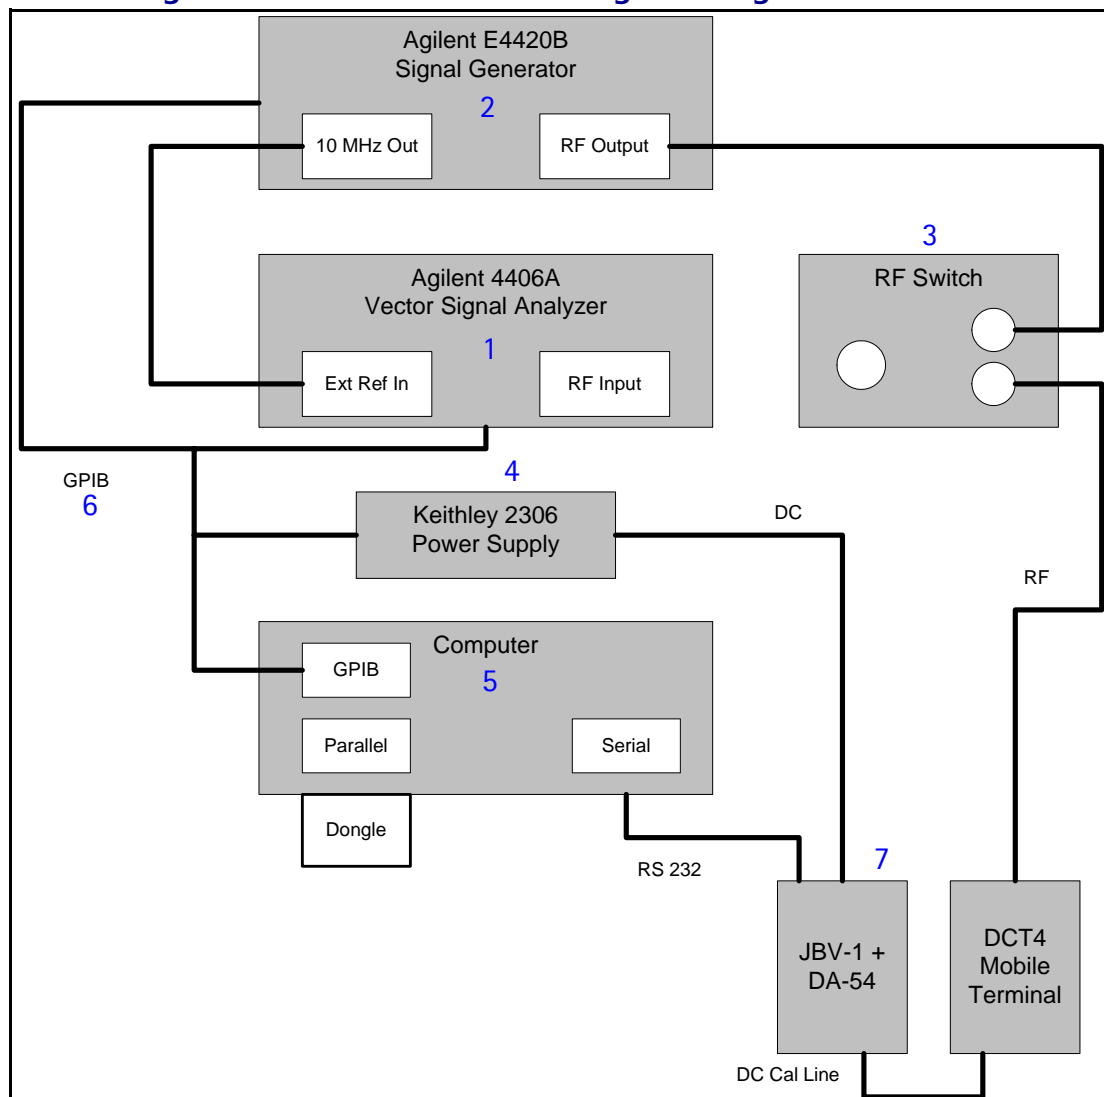 Agilent E4420B
Signal Generator
2
10 MHz Out
RF Output
3
RF Switch
Agilent 4406A
Vector Signal Analyzer
1
Ext Ref In
RF Input
GPIB
6
4
Keithley 2306
Power Supply
DC
RF
Computer
5
GPIB
Parallel
Serial
Dongle
RS 232
7
JBV-1 +
DA-54
DCT4
Mobile
Terminal
DC Cal Line